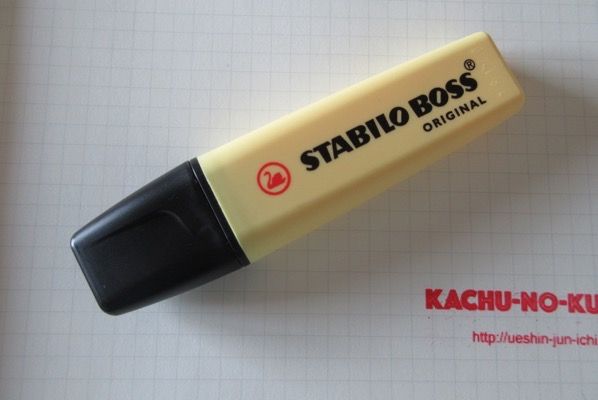 STABILO BOSS®
ORIGINAL
KACHU-NO-KU
http://ueshin-jun-ichi